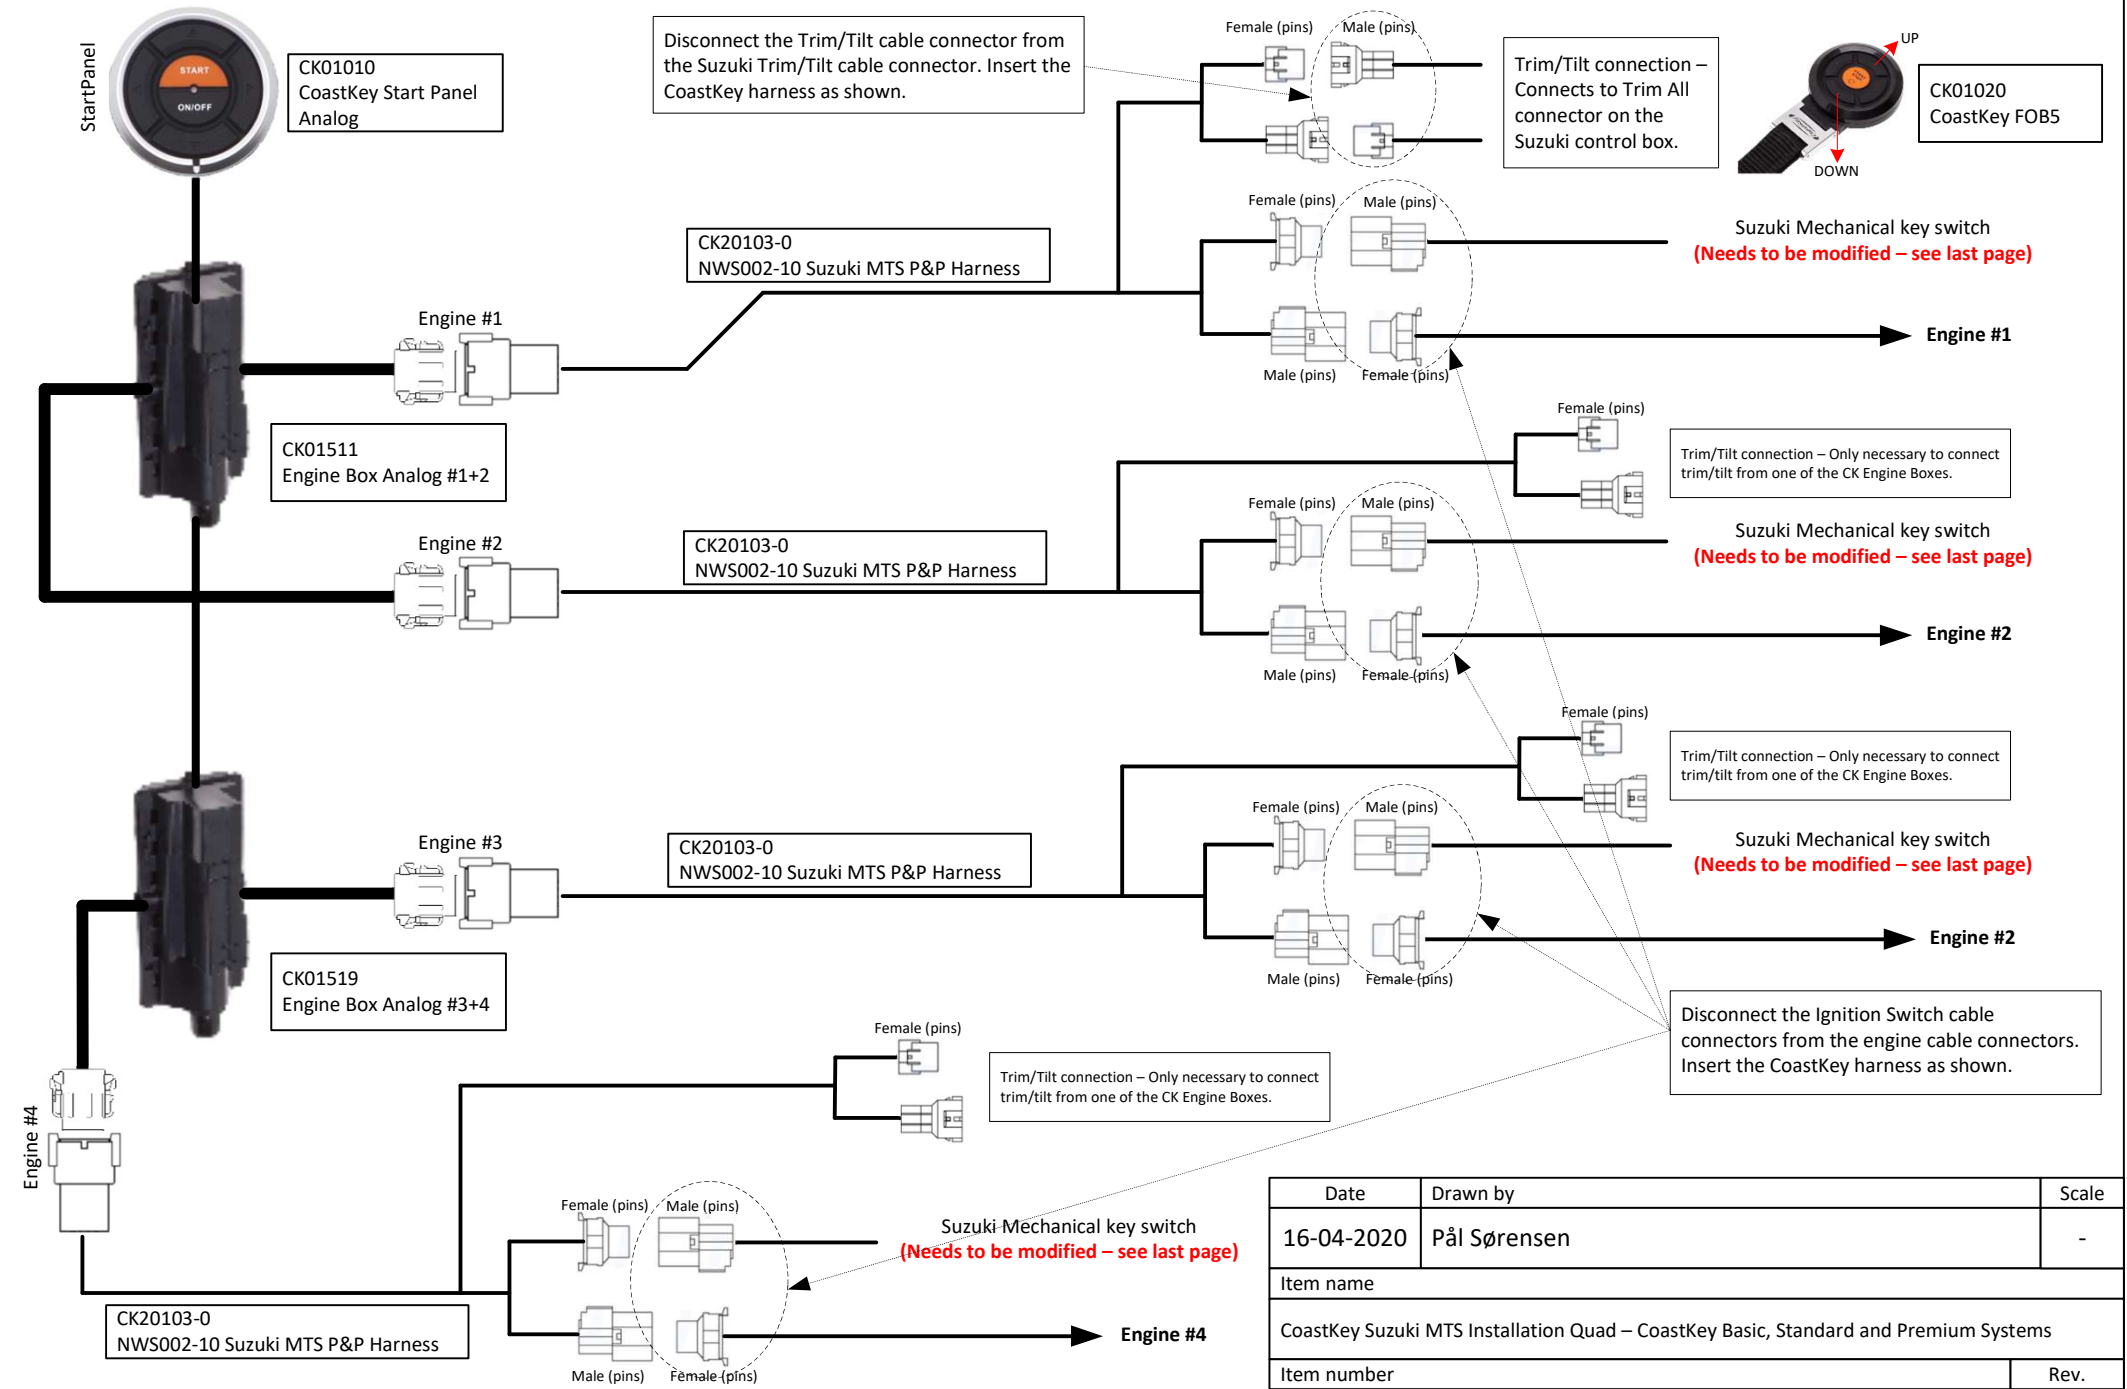 StartPanel
START
ON/OFF
CK01010
CoastKey Start Panel
Analog
Disconnect the Trim/Tilt cable connector from
the Suzuki Trim/Tilt cable connector. Insert the
CoastKey harness as shown.
Female (pins)
Male (pins)
Trim/Tilt connection –
Connects to Trim All
connector on the
Suzuki control box.
UP
DOWN
CK01020
CoastKey FOB5
Female (pins)
Male (pins)
Suzuki Mechanical key switch
(Needs to be modified – see last page)
CK20103-0
NWS002-10 Suzuki MTS P&P Harness
Engine #1
Engine #1
Male (pins)
Female (pins)
CK01511
Engine Box Analog #1+2
Female (pins)
Trim/Tilt connection – Only necessary to connect
trim/tilt from one of the CK Engine Boxes.
Female (pins)
Male (pins)
Suzuki Mechanical key switch
(Needs to be modified – see last page)
Engine #2
CK20103-0
NWS002-10 Suzuki MTS P&P Harness
Engine #2
Male (pins)
Female (pins)
Female (pins)
Trim/Tilt connection – Only necessary to connect
trim/tilt from one of the CK Engine Boxes.
Female (pins)
Male (pins)
Suzuki Mechanical key switch
(Needs to be modified – see last page)
Engine #3
CK20103-0
NWS002-10 Suzuki MTS P&P Harness
Engine #2
Male (pins)
Female (pins)
CK01519
Engine Box Analog #3+4
Disconnect the Ignition Switch cable
connectors from the engine cable connectors.
Insert the CoastKey harness as shown.
Female (pins)
Trim/Tilt connection – Only necessary to connect
trim/tilt from one of the CK Engine Boxes.
Engine #4
Female (pins)
Male (pins)
Suzuki Mechanical key switch
(Needs to be modified – see last page)
CK20103-0
NWS002-10 Suzuki MTS P&P Harness
Engine #4
Male (pins)
Female (pins)
Date
Drawn by
Scale
16-04-2020
Pål Sørensen
-
Item name
CoastKey Suzuki MTS Installation Quad – CoastKey Basic, Standard and Premium Systems
Item number
Rev.